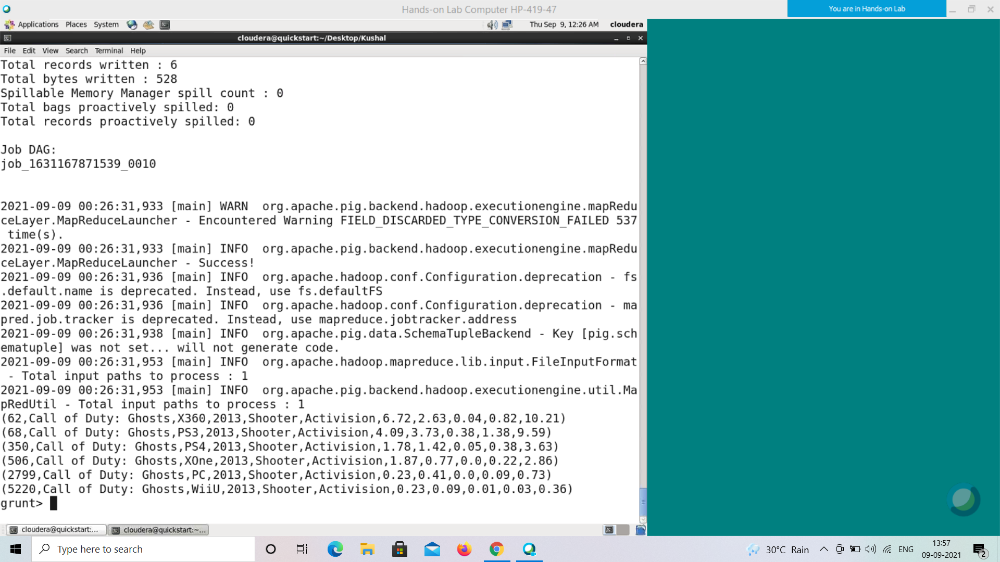 Hands-on Lab Computer HP-419-47
You are in Hands-on Lab
Applications Places System
Thu Sep 9, 12:26 AM cloudera
cloudera@quickstart:~/Desktop/Kushal
File Edit View Search Terminal Help
Total records written : 6
Total bytes written : 528
Spillable Memory Manager spill count : 0
Total bags proactively spilled: 0
Total records proactively spilled: 0
Job DAG:
job_1631167871539_0010
2021-09-09 00:26:31,933 [main] WARN  org.apache.pig.backend.hadoop.executionengine.mapRedu
ceLayer.MapReduceLauncher - Encountered Warning FIELD_DISCARDED_TYPE_CONVERSION_FAILED 537
 time(s).
2021-09-09 00:26:31,933 [main] INFO  org.apache.pig.backend.hadoop.executionengine.mapRedu
ceLayer.MapReduceLauncher - Success!
2021-09-09 00:26:31,936 [main] INFO  org.apache.hadoop.conf.Configuration.deprecation - fs
.default.name is deprecated. Instead, use fs.defaultFS
2021-09-09 00:26:31,936 [main] INFO  org.apache.hadoop.conf.Configuration.deprecation - ma
pred.job.tracker is deprecated. Instead, use mapreduce.jobtracker.address
2021-09-09 00:26:31,938 [main] INFO  org.apache.pig.data.SchemaTupleBackend - Key [pig.sch
ematuple] was not set... will not generate code.
2021-09-09 00:26:31,953 [main] INFO  org.apache.hadoop.mapreduce.lib.input.FileInputFormat
 - Total input paths to process : 1
2021-09-09 00:26:31,953 [main] INFO  org.apache.pig.backend.hadoop.executionengine.util.Ma
pRedUtil - Total input paths to process : 1
(62,Call of Duty: Ghosts,X360,2013,Shooter,Activision,6.72,2.63,0.04,0.82,10.21)
(68,Call of Duty: Ghosts,PS3,2013,Shooter,Activision,4.09,3.73,0.38,1.38,9.59)
(350,Call of Duty: Ghosts,PS4,2013,Shooter,Activision,1.78,1.42,0.05,0.38,3.63)
(506,Call of Duty: Ghosts,XOne,2013,Shooter,Activision,1.87,0.77,0.0,0.22,2.86)
(2799,Call of Duty: Ghosts,PC,2013,Shooter,Activision,0.23,0.41,0.0,0.09,0.73)
(5220,Call of Duty: Ghosts,WiiU,2013,Shooter,Activision,0.23,0.09,0.01,0.03,0.36)
grunt>
cloudera@quickstart:... cloudera@quickstart:~...
Type here to search
30°C Rain
ENG
13:57
09-09-2021
2